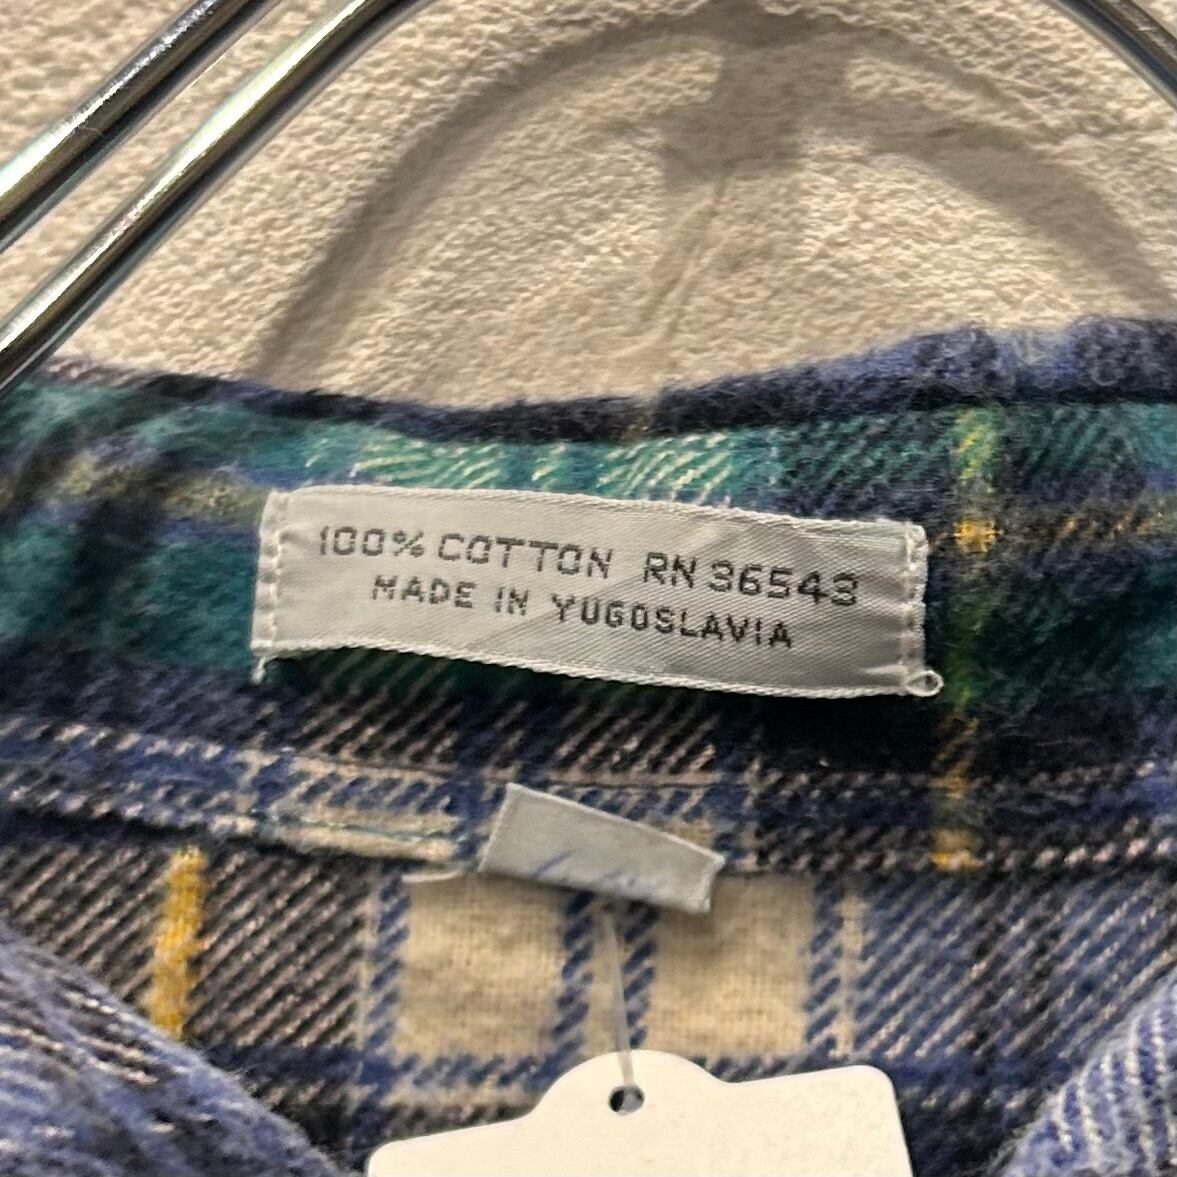 100% COTTON RN 36543
MADE IN YUGOSLAVIA